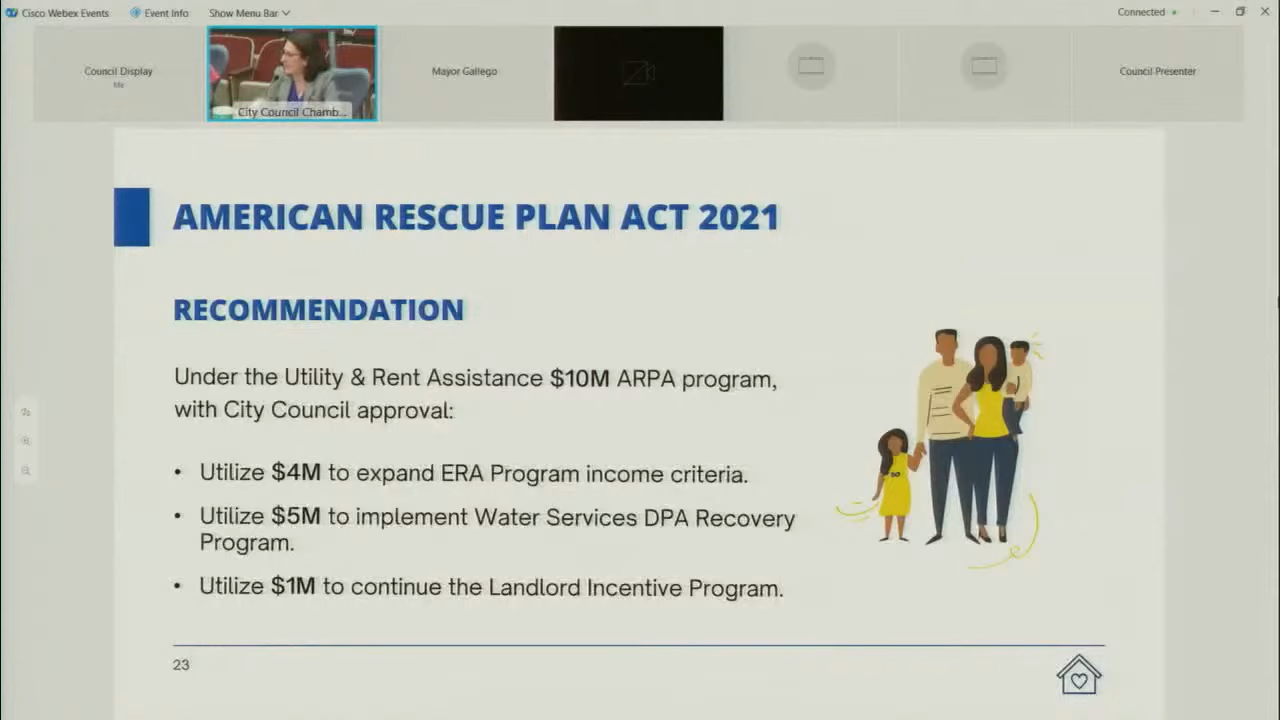 Cisco Webex Events
Event Info
Show Menu Bar
Connected
Council Display
Me
City Council Chamb...
Mayor Gallego
Council Presenter
AMERICAN RESCUE PLAN ACT 2021
RECOMMENDATION
Under the Utility & Rent Assistance $10M ARPA program,
with City Council approval:
• Utilize $4M to expand ERA Program income criteria.
• Utilize $5M to implement Water Services DPA Recovery
Program.
• Utilize $1M to continue the Landlord Incentive Program.
23